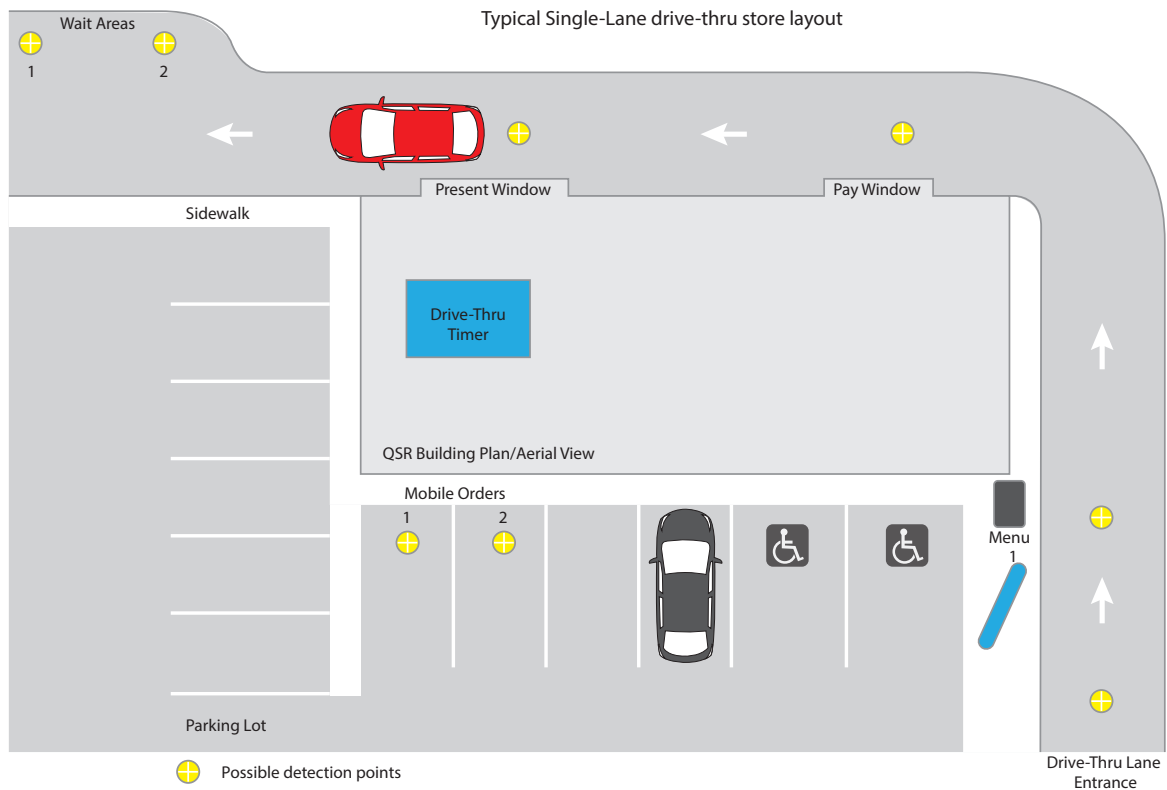 Typical Single-Lane drive-thru store layout
Wait Areas
1
2
Present Window
Pay Window
Sidewalk
Drive-Thru
Timer
QSR Building Plan/Aerial View
Mobile Orders
1
2
Menu
1
Parking Lot
Possible detection points
Drive-Thru Lane
Entrance